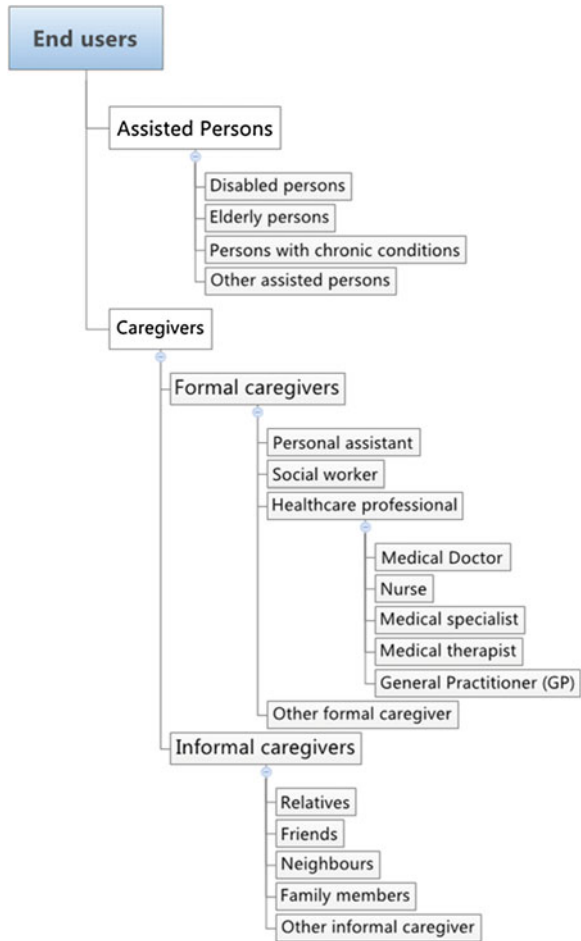 End users
Assisted Persons
Disabled persons
Elderly persons
Persons with chronic conditions
Other assisted persons
Caregivers
Formal caregivers
Personal assistant
Social worker
Healthcare professional
Medical Doctor
Nurse
Medical specialist
Medical therapist
General Practitioner (GP)
Other formal caregiver
Informal caregivers
Relatives
Friends
Neighbours
Family members
Other informal caregiver